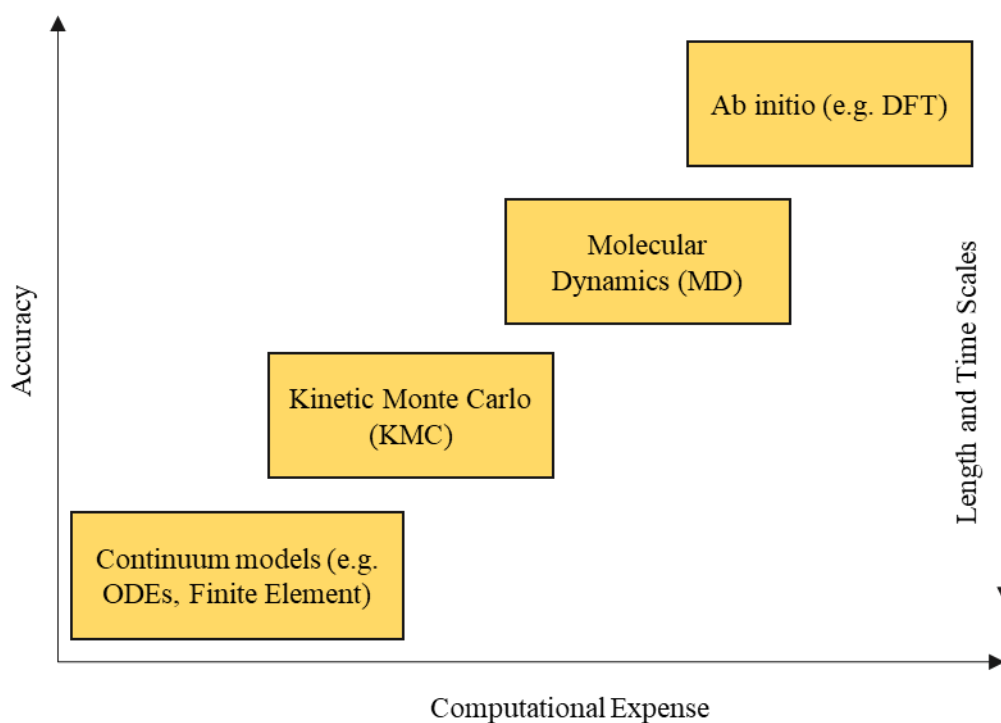 Ab initio (e.g. DFT)
Molecular
Dynamics (MD)
Kinetic Monte Carlo
(KMC)
Continuum models (e.g.
ODEs, Finite Element)
Accuracy
Length and Time Scales
Computational Expense